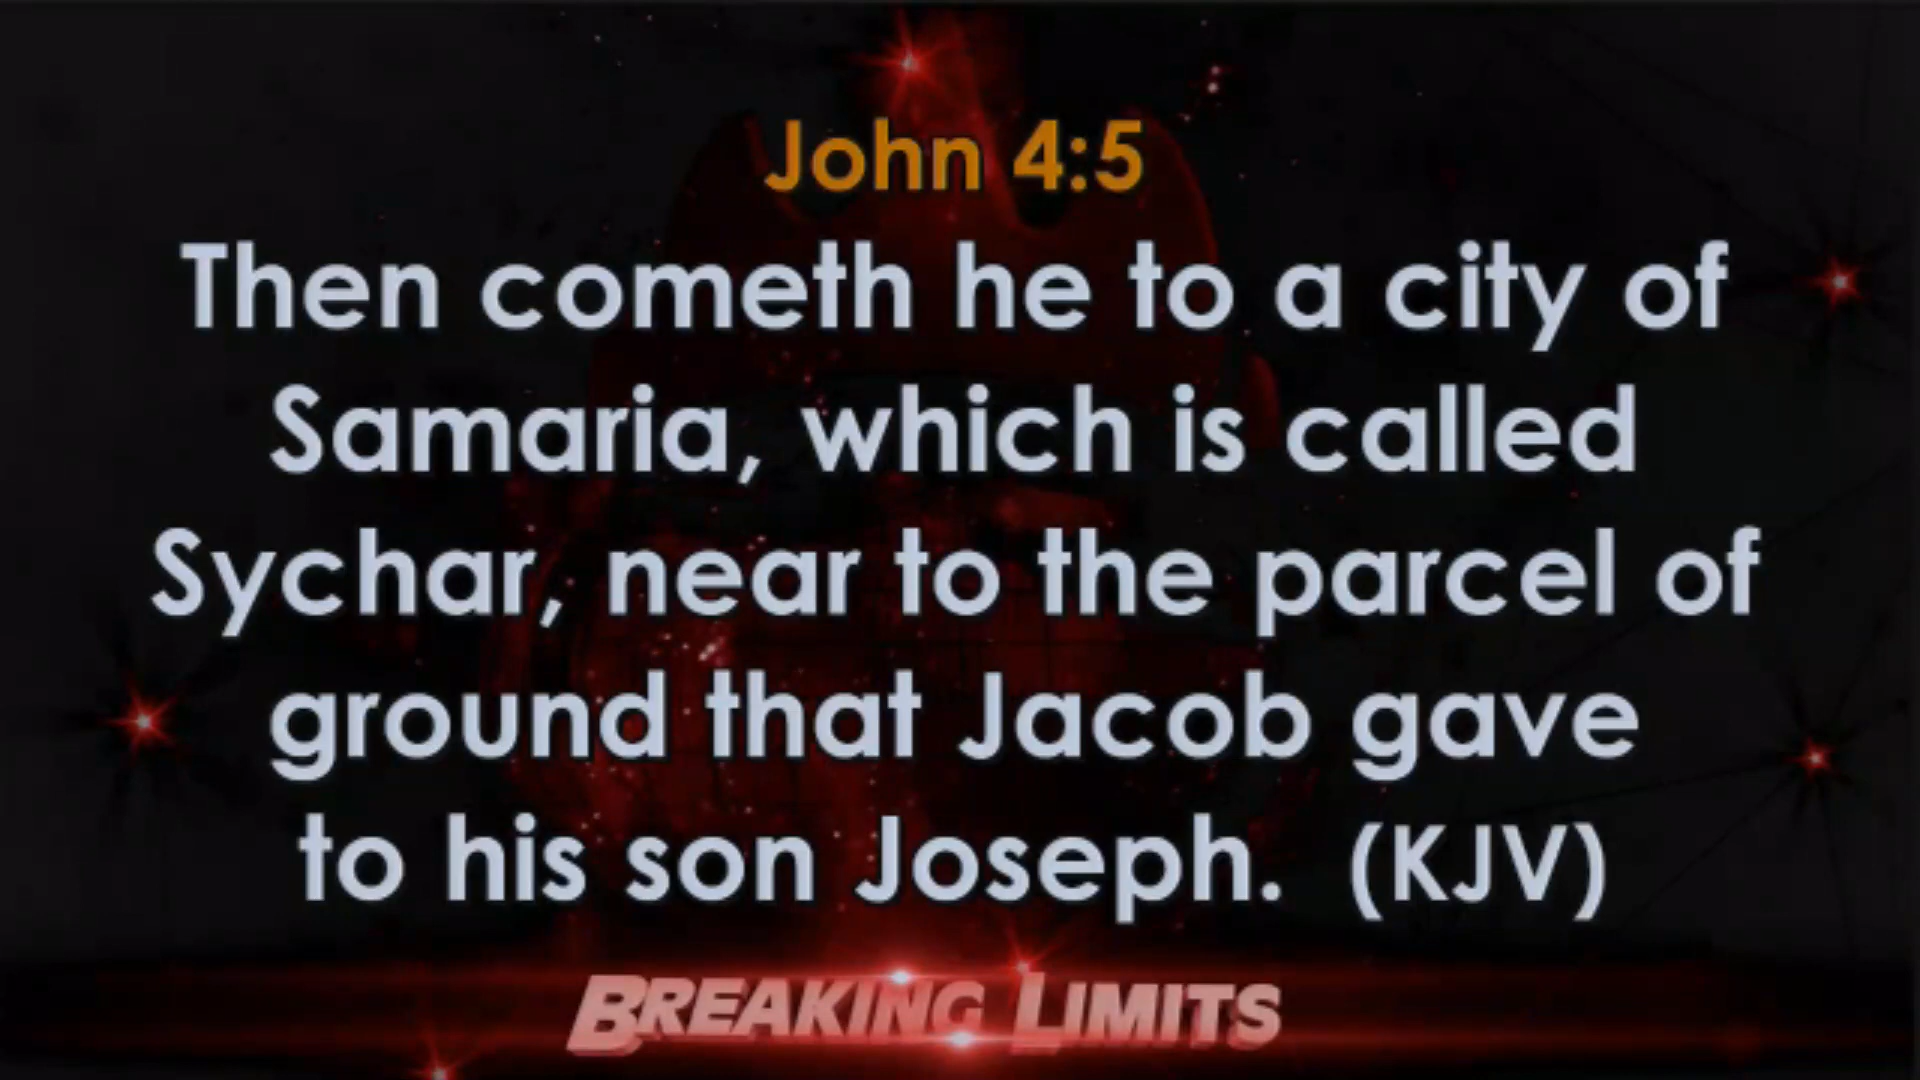 John 4:5
Then cometh he to a city of
Samaria, which is called
Sychar, near to the parcel of
ground that Jacob gave
to his son Joseph.  (KJV)
BREAKING LIMITS